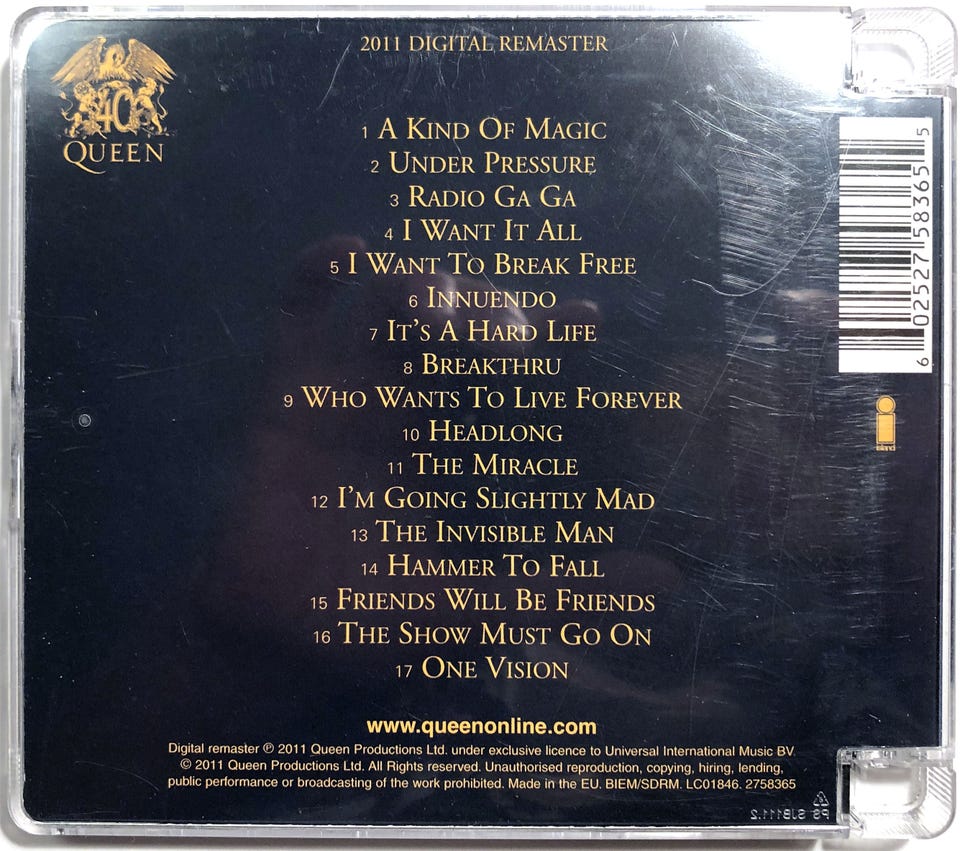 2011 DIGITAL REMASTER
40
QUEEN
1 A KIND OF MAGIC
2 UNDER PRESSURE
3 RADIO GA GA
4 I WANT IT ALL
5 I WANT TO BREAK FREE
6 INNUENDO
7 IT'S A HARD LIFE
8 BREAKTHRU
9 WHO WANTS TO LIVE FOREVER
10 HEADLONG
11 THE MIRACLE
12 I'M GOING SLIGHTLY MAD
13 THE INVISIBLE MAN
14 HAMMER TO FALL
15 FRIENDS WILL BE FRIENDS
16 THE SHOW MUST GO ON
17 ONE VISION
6 02527 58365 5
i
ISLAND
www.queenonline.com
Digital remaster ℗ 2011 Queen Productions Ltd. under exclusive licence to Universal International Music BV.
© 2011 Queen Productions Ltd. All Rights reserved. Unauthorised reproduction, copying, hiring, lending,
public performance or broadcasting of the work prohibited. Made in the EU. BIEM/SDRM. LC01846. 2758365
PS SJB111.2